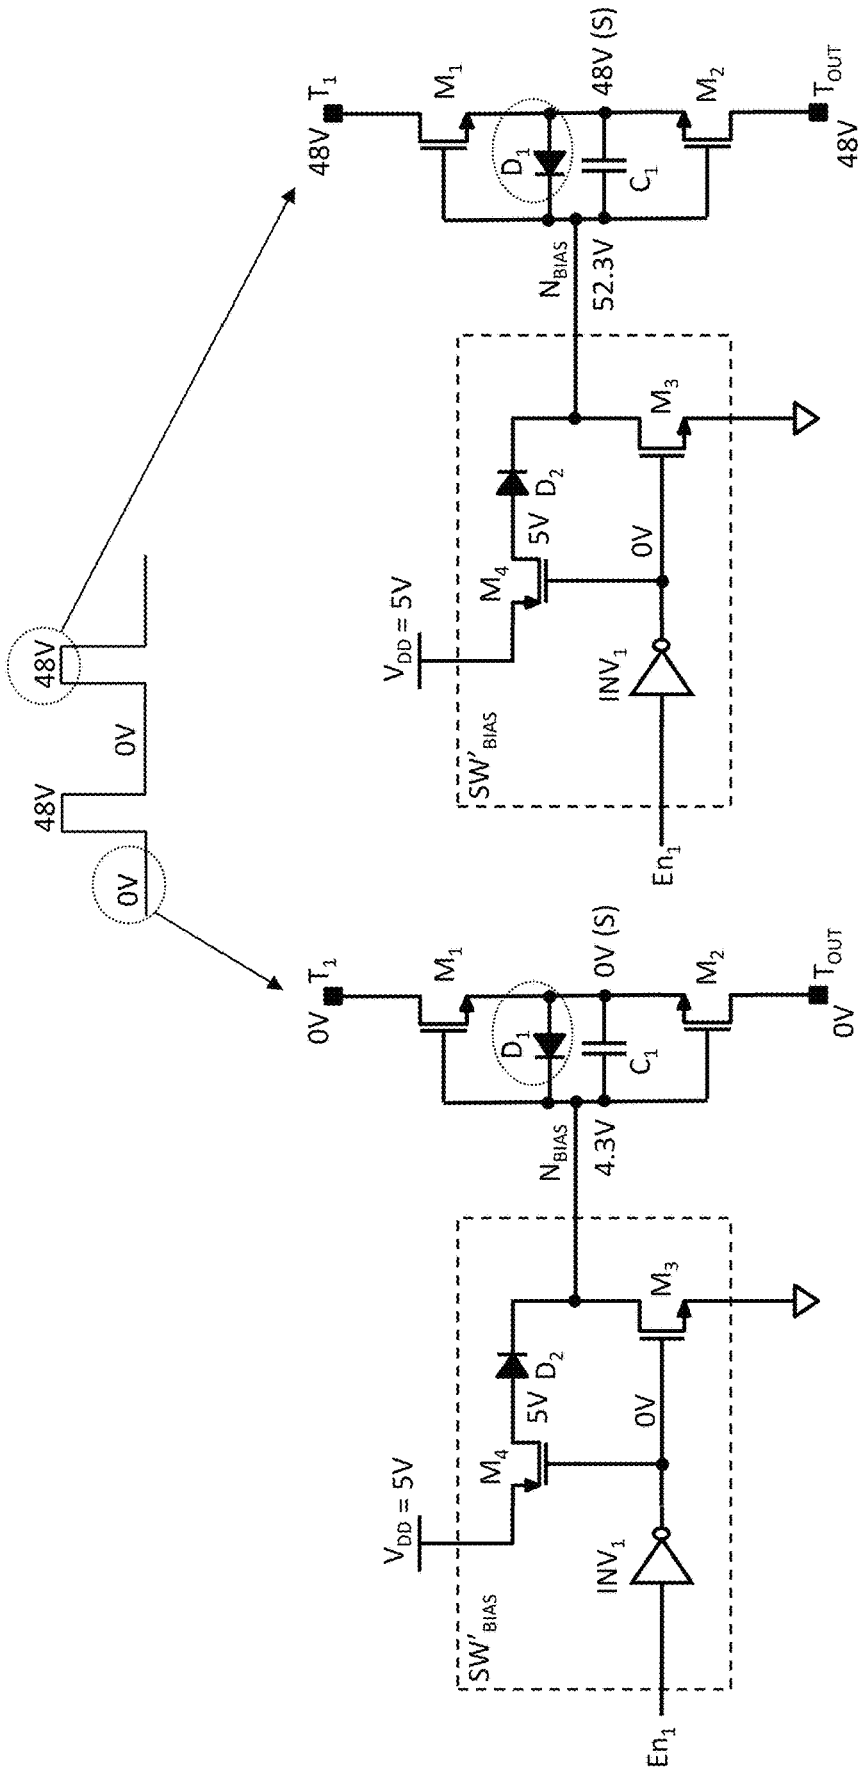 0V
48V
0V
48V
En₁
SW'BIAS
INV₁
VDD = 5V
M₄
5V
D₂
0V
M₃
NBIAS
4.3V
0V
T₁
M₁
D₁
C₁
0V (S)
M₂
TOUT
0V
En₁
SW'BIAS
INV₁
VDD = 5V
M₄
5V
D₂
0V
M₃
NBIAS
52.3V
48V
T₁
M₁
D₁
C₁
48V (S)
M₂
TOUT
48V